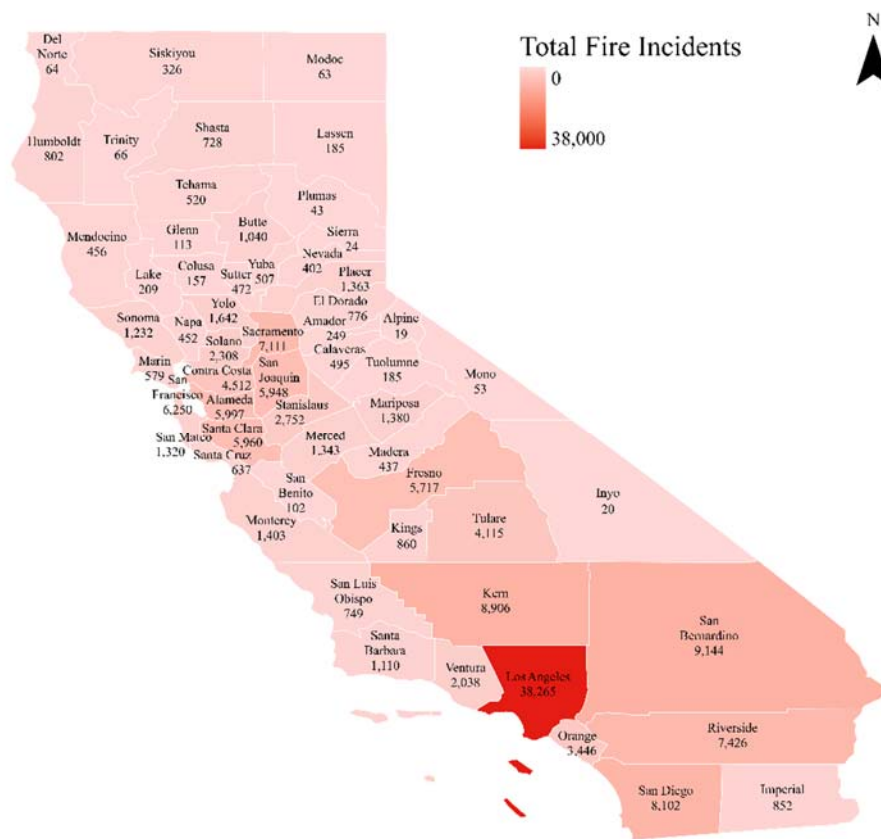 N
Total Fire Incidents
0
38,000
Del
Norte
64
Siskiyou
326
Modoc
63
Humboldt
802
Trinity
66
Shasta
728
Lassen
185
Tehama
520
Plumas
43
Mendocino
456
Glenn
113
Butte
1,040
Sierra
24
Nevada
402
Lake
209
Colusa
157
Sutter
472
Yuba
507
Placer
1,363
El Dorado
776
Sonoma
1,232
Napa
452
Yolo
1,642
Sacramento
7,111
Amador
249
Alpine
19
Solano
2,308
Calaveras
495
Tuolumne
185
Mono
53
Marin
579
Contra Costa
4,512
San
Joaquin
5,948
San
Francisco
6,250
Alameda
5,997
Stanislaus
2,752
Mariposa
1,380
San Mateo
1,320
Santa Clara
5,960
Merced
1,343
Santa Cruz
637
Madera
437
San
Benito
102
Fresno
5,717
Inyo
20
Monterey
1,403
Kings
860
Tulare
4,115
San Luis
Obispo
749
Kern
8,906
San
Bernardino
9,144
Santa
Barbara
1,110
Ventura
2,038
Los Angeles
38,265
Orange
3,446
Riverside
7,426
San Diego
8,102
Imperial
852